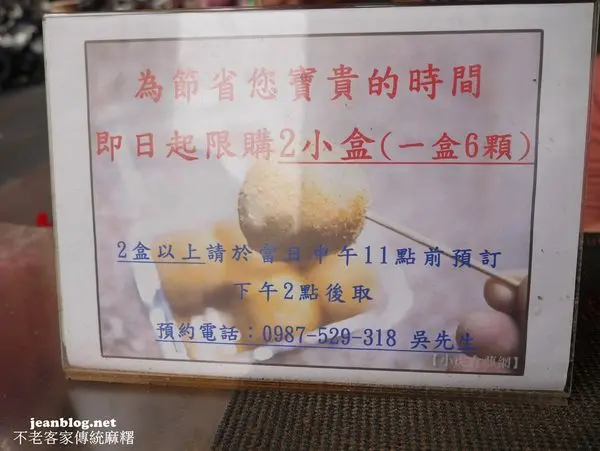 為節省您寶貴的時間
即日起限購2小盒(一盒6顆)
2盒以上請於當日中午11點前預訂
下午2點後取
預約電話：0987-529-318 吳先生
jeanblog.net
不老客家傳統麻糬